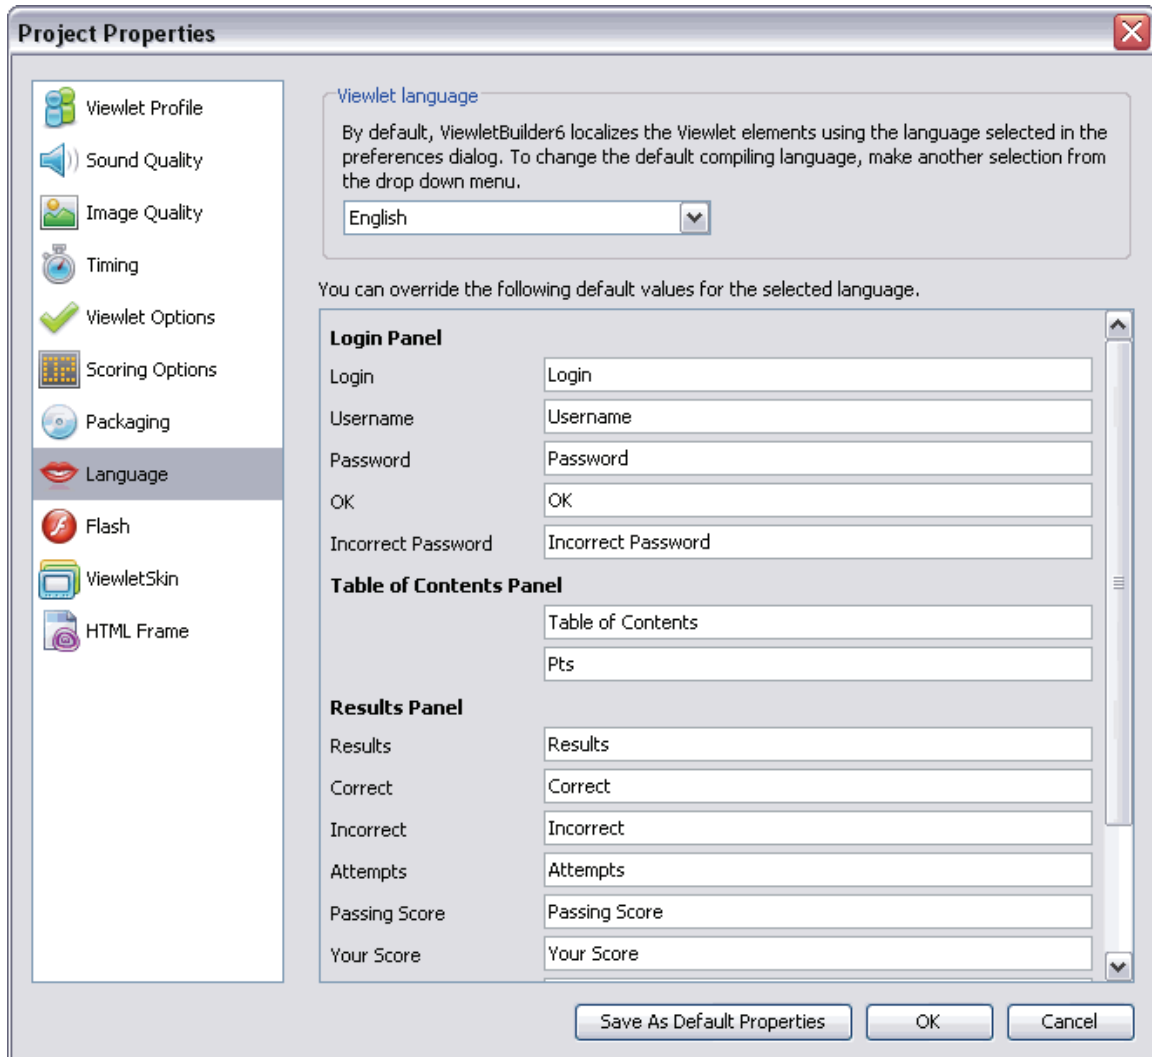 Project Properties
Viewlet Profile
Sound Quality
Image Quality
Timing
Viewlet Options
Scoring Options
Packaging
Language
Flash
ViewletSkin
HTML Frame
Viewlet language
By default, ViewletBuilder6 localizes the Viewlet elements using the language selected in the
preferences dialog. To change the default compiling language, make another selection from
the drop down menu.
English
You can override the following default values for the selected language.
Login Panel
Login Login
Username Username
Password Password
OK OK
Incorrect Password Incorrect Password
Table of Contents Panel
Table of Contents
Pts
Results Panel
Results Results
Correct Correct
Incorrect Incorrect
Attempts Attempts
Passing Score Passing Score
Your Score Your Score
Save As Default Properties OK Cancel